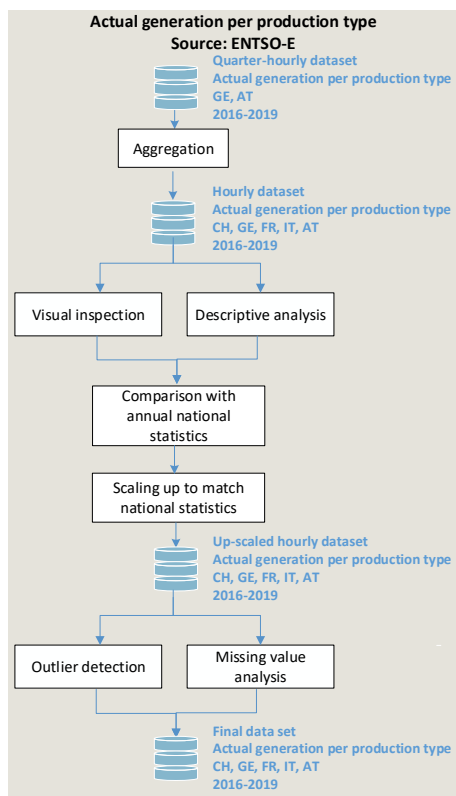 Actual generation per production type
Source: ENTSO-E
Quarter-hourly dataset
Actual generation per production type
GE, AT
2016-2019
Aggregation
Hourly dataset
Actual generation per production type
CH, GE, FR, IT, AT
2016-2019
Visual inspection
Descriptive analysis
Comparison with
annual national
statistics
Scaling up to match
national statistics
Up-scaled hourly dataset
Actual generation per production type
CH, GE, FR, IT, AT
2016-2019
Outlier detection
Missing value
analysis
Final data set
Actual generation per production type
CH, GE, FR, IT, AT
2016-2019